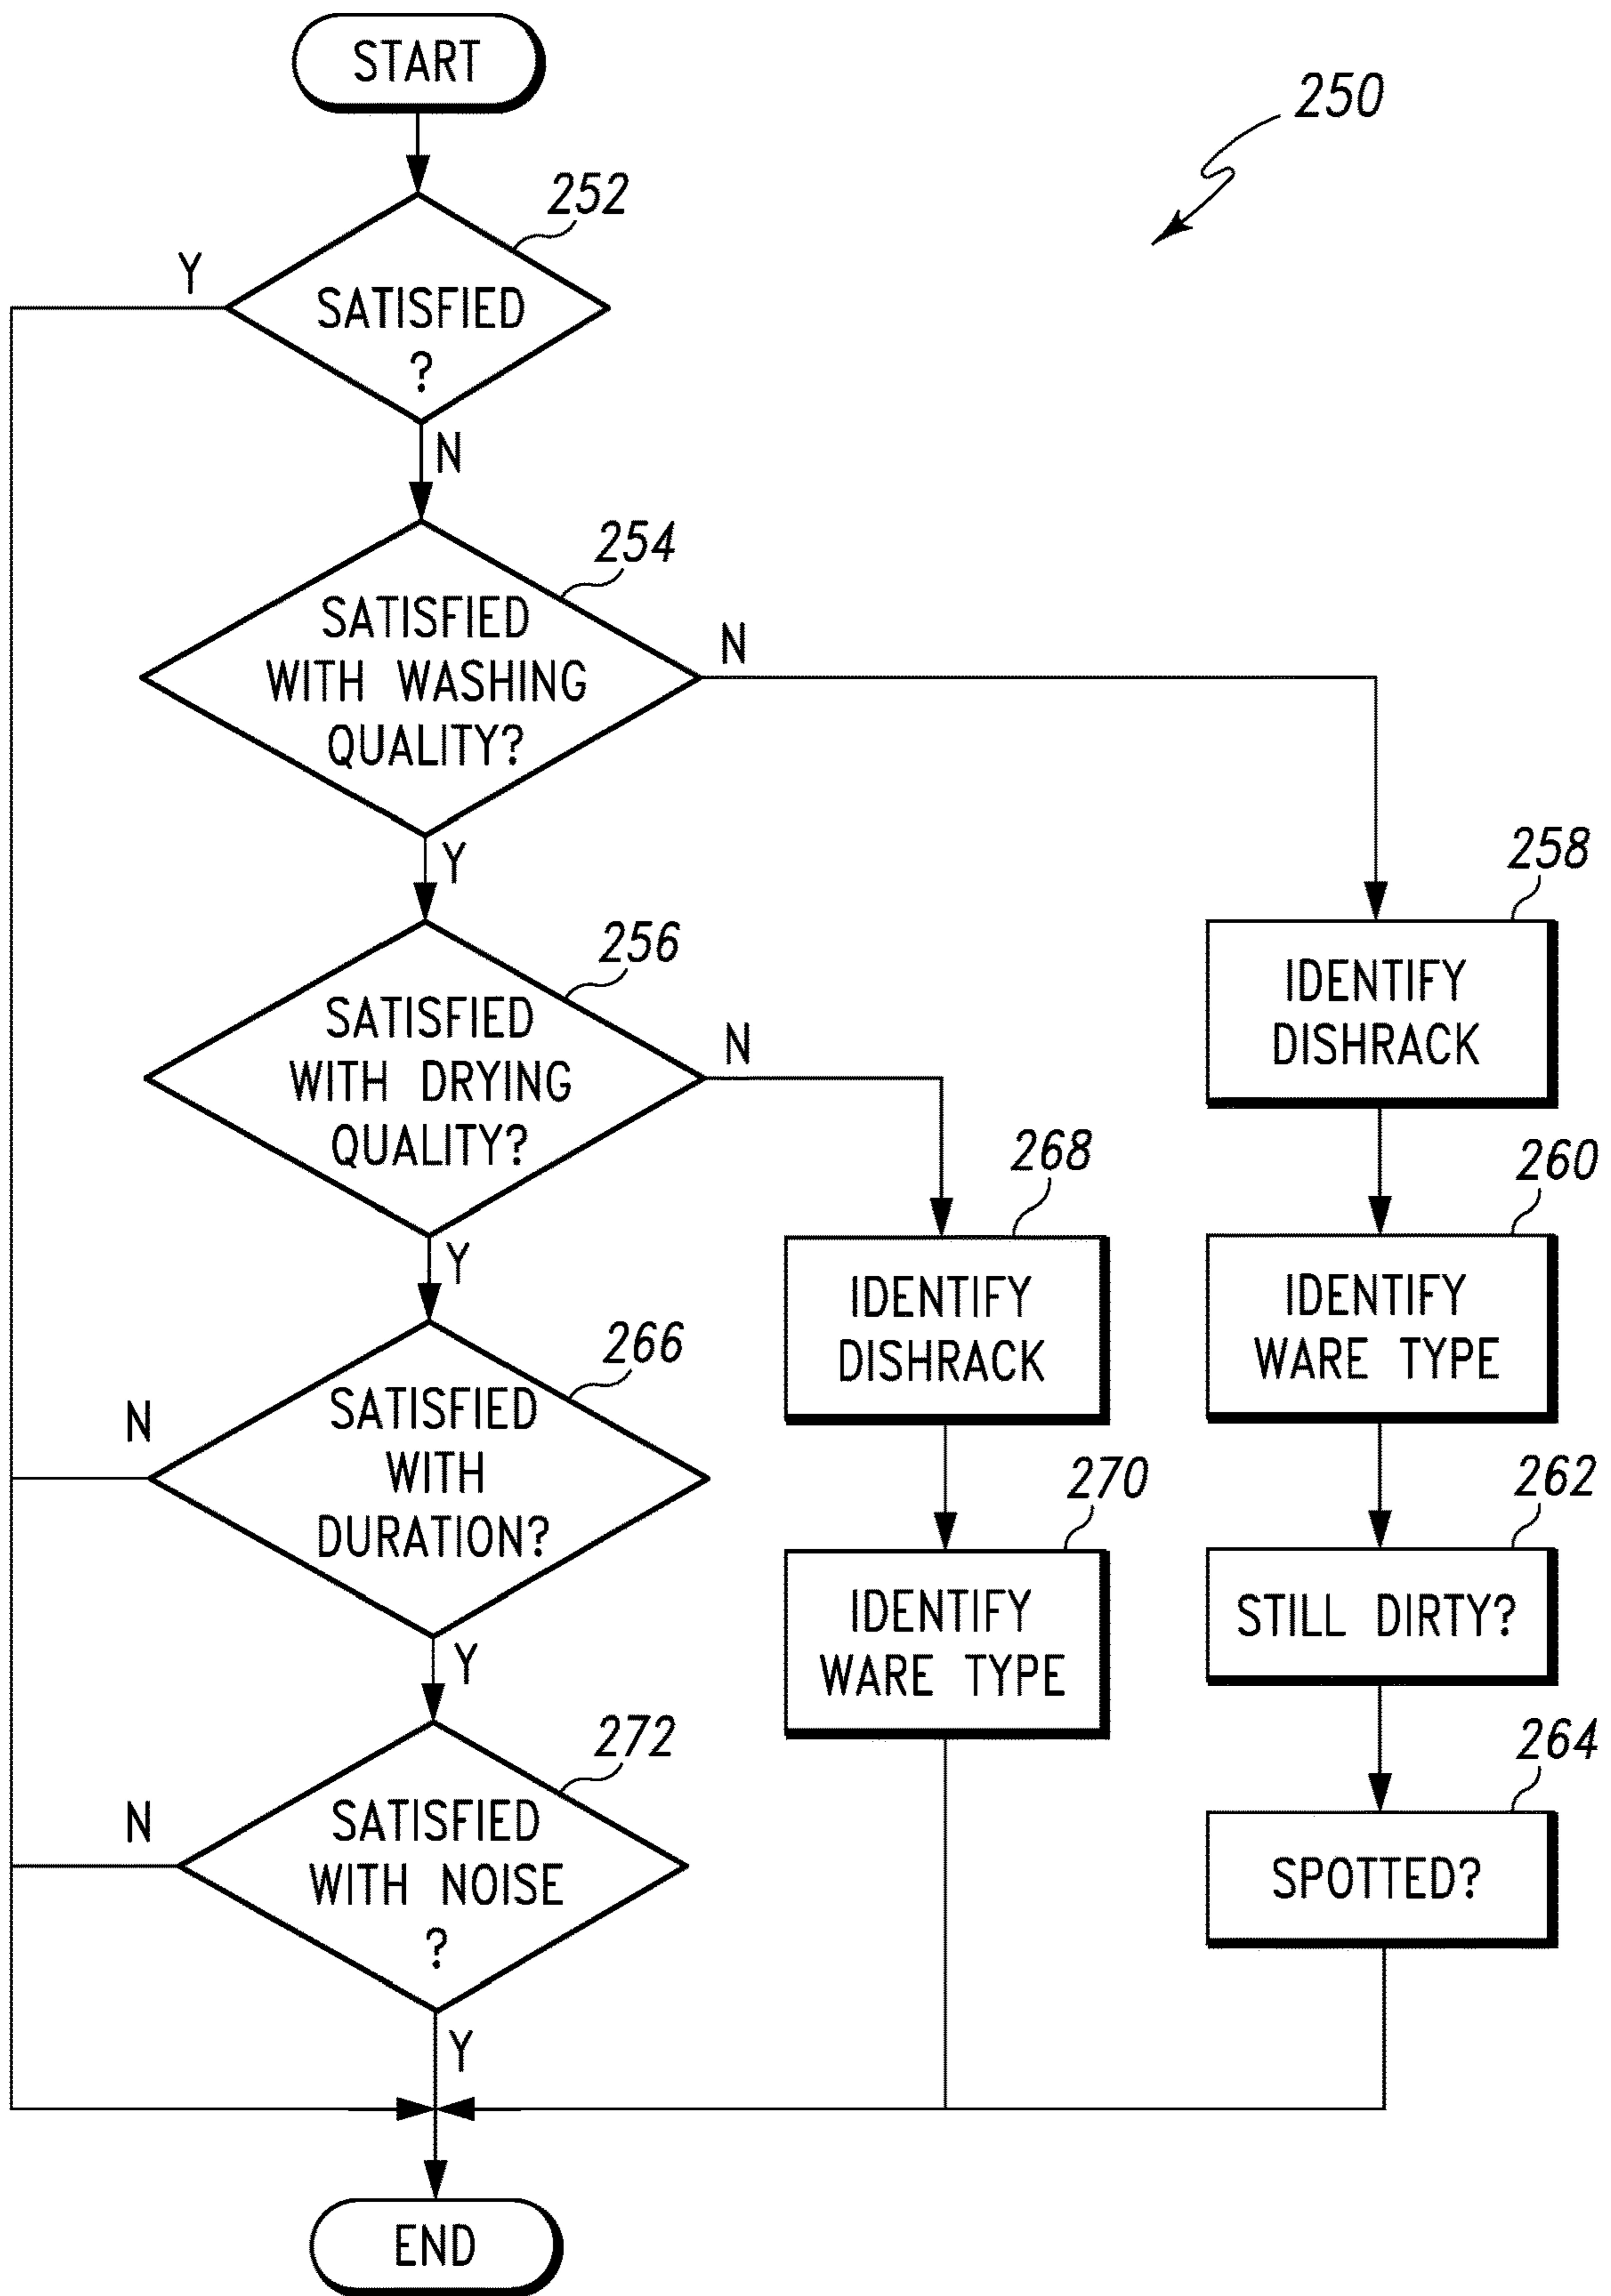 START
250
252
Y
SATISFIED
?
N
254
SATISFIED
WITH WASHING
QUALITY?
N
Y
258
IDENTIFY
DISHRACK
256
SATISFIED
WITH DRYING
QUALITY?
N
Y
268
IDENTIFY
DISHRACK
260
IDENTIFY
WARE TYPE
266
SATISFIED
WITH
DURATION?
N
Y
270
IDENTIFY
WARE TYPE
262
STILL DIRTY?
272
SATISFIED
WITH NOISE
?
N
Y
264
SPOTTED?
END